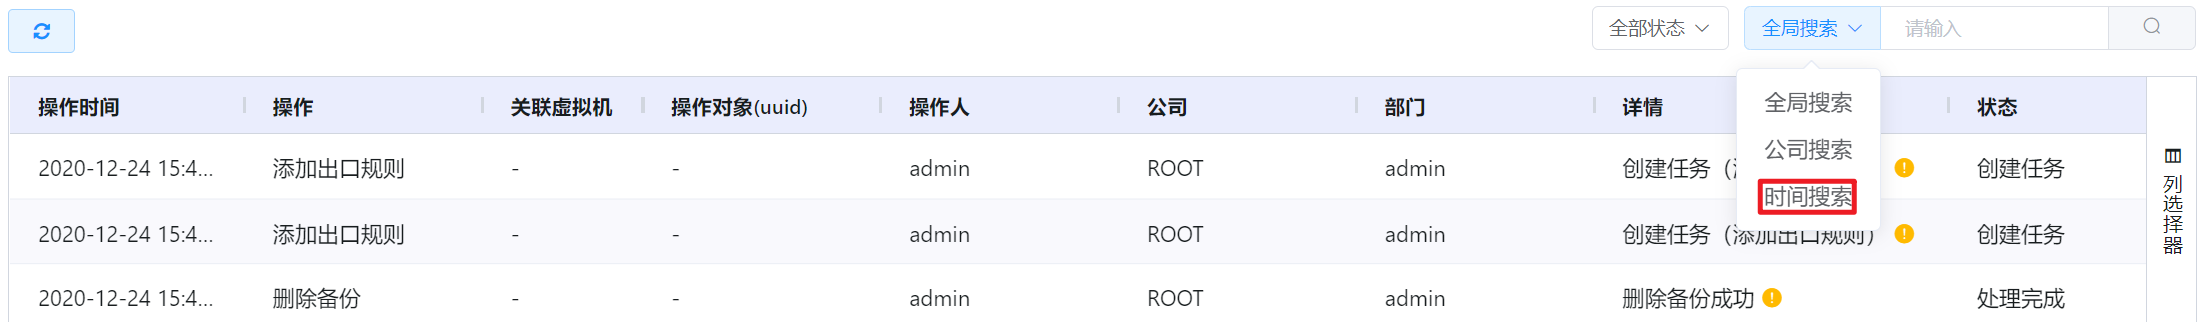 全部状态 全局搜索 请输入
操作时间 操作 关联虚拟机 操作对象(uuid) 操作人 公司 部门 详情 状态
全局搜索
公司搜索
时间搜索
2020-12-24 15:4... 添加出口规则 - - admin ROOT admin 创建任务（ 创建任务
2020-12-24 15:4... 添加出口规则 - - admin ROOT admin 创建任务（添加出口规则） 创建任务
2020-12-24 15:4... 删除备份 - - admin ROOT admin 删除备份成功 处理完成
列选择器